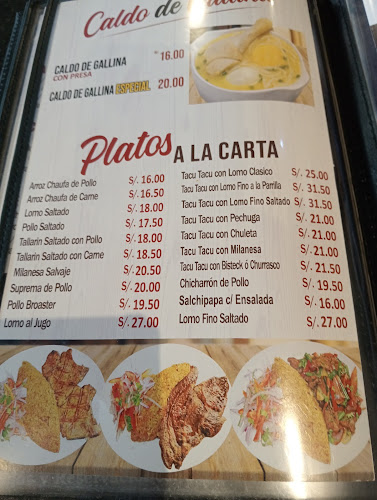 Caldo de
CALDO DE GALLINA 16.00
CON PRESA
CALDO DE GALLINA ESPECIAL 20.00
Platos A LA CARTA
Arroz Chaufa de Pollo S/. 16.00
Arroz Chaufa de Carne S/. 16.50
Lomo Saltado S/. 18.00
Pollo Saltado S/. 17.50
Tallarin Saltado con Pollo S/. 18.00
Tallarin Saltado con Carne S/. 18.50
Milanesa Salvaje S/. 20.50
Suprema de Pollo S/. 20.00
Pollo Broaster S/. 19.50
Lomo al Jugo S/. 27.00
Tacu Tacu con Lomo Clasico S/. 25.00
Tacu Tacu con Lomo Fino a la Parrilla S/. 31.50
Tacu Tacu con Lomo Fino Saltado S/. 31.50
Tacu Tacu con Pechuga S/. 21.00
Tacu Tacu con Chuleta S/. 21.00
Tacu Tacu con Milanesa S/. 21.00
Tacu Tacu con Bisteck ó Churrasco S/. 21.50
Chicharrón de Pollo S/. 19.50
Salchipapa c/ Ensalada S/. 16.00
Lomo Fino Saltado S/. 27.00